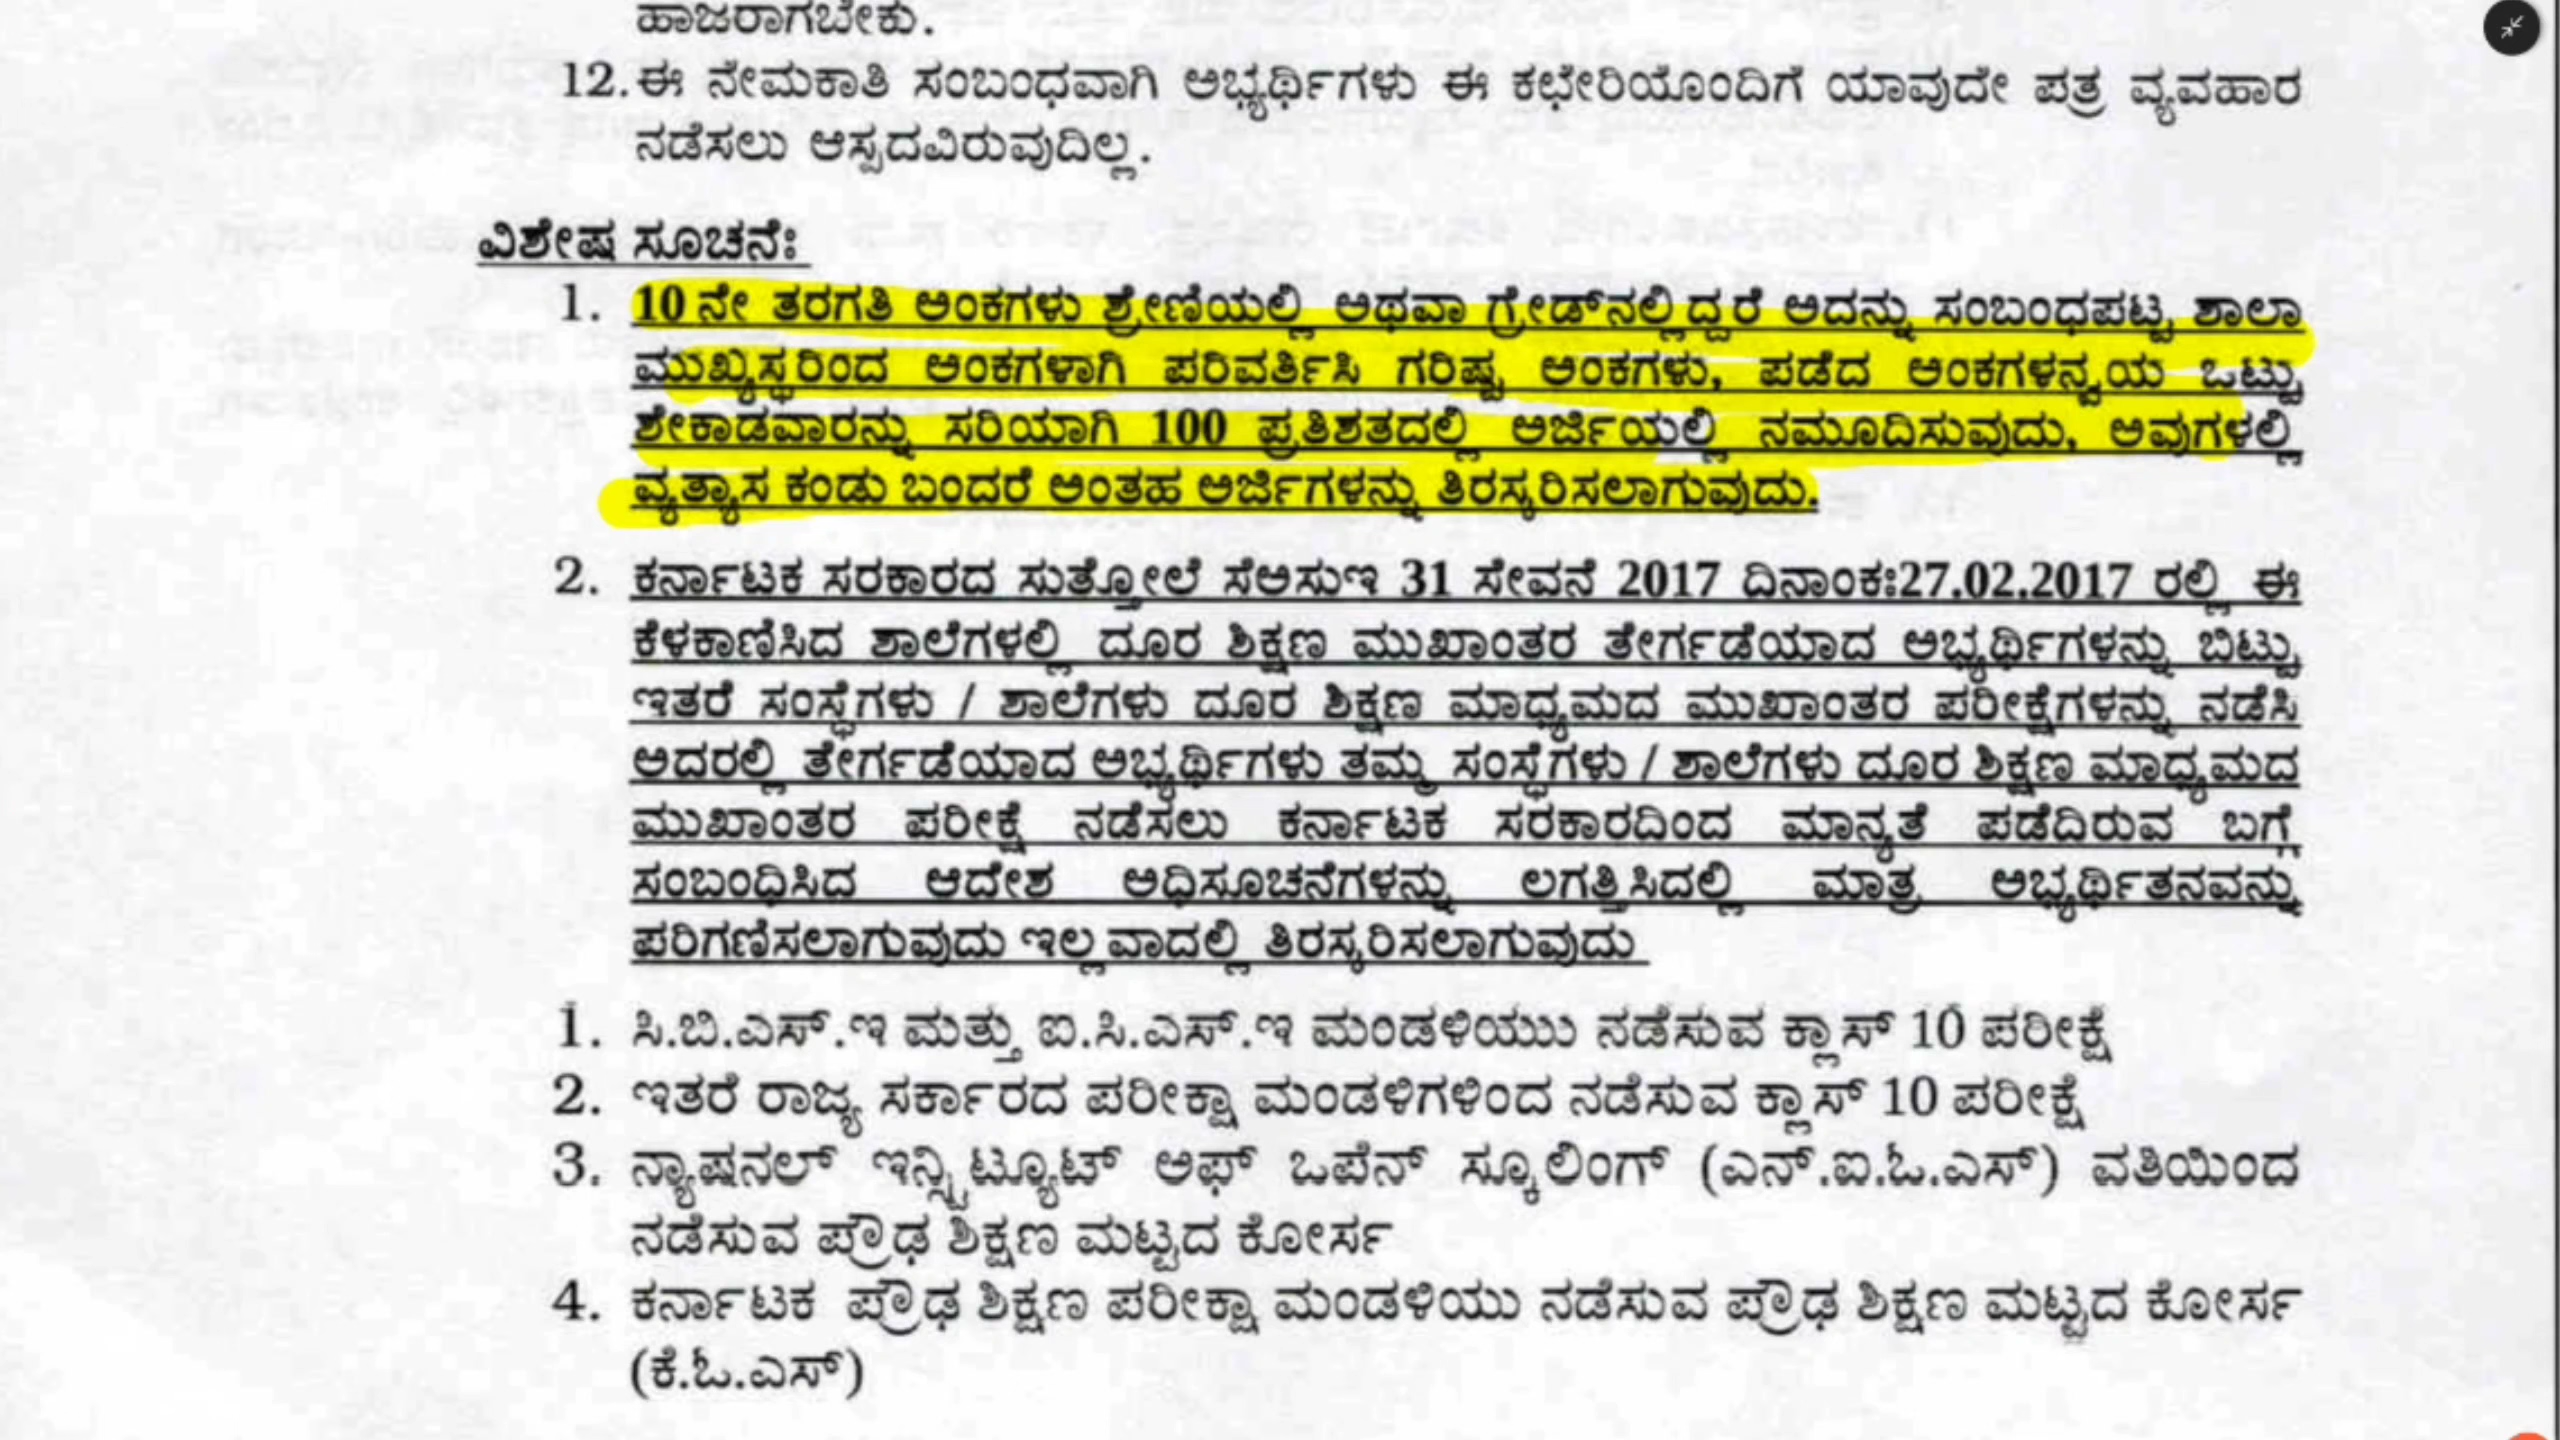 ಹಾಜರಾಗಬೇಕು.
12. ಈ ನೇಮಕಾತಿ ಸಂಬಂಧವಾಗಿ ಅಭ್ಯರ್ಥಿಗಳು ಈ ಕಛೇರಿಯೊಂದಿಗೆ ಯಾವುದೇ ಪತ್ರ ವ್ಯವಹಾರ
ನಡೆಸಲು ಆಸ್ಪದವಿರುವುದಿಲ್ಲ.
ವಿಶೇಷ ಸೂಚನೆಃ
1. 10 ನೇ ತರಗತಿ ಅಂಕಗಳು ಶ್ರೇಣಿಯಲ್ಲಿ ಅಥವಾ ಗ್ರೇಡ್‌ನಲ್ಲಿದ್ದರೆ ಅದನ್ನು ಸಂಬಂಧಪಟ್ಟ ಶಾಲಾ
ಮುಖ್ಯಸ್ಥರಿಂದ ಅಂಕಗಳಾಗಿ ಪರಿವರ್ತಿಸಿ ಗರಿಷ್ಟ ಅಂಕಗಳು, ಪಡೆದ ಅಂಕಗಳನ್ವಯ ಒಟ್ಟು
ಶೇಕಾಡವಾರನ್ನು ಸರಿಯಾಗಿ 100 ಪ್ರತಿಶತದಲ್ಲಿ ಅರ್ಜಿಯಲ್ಲಿ ನಮೂದಿಸುವುದು, ಅವುಗಳಲ್ಲಿ
ವ್ಯತ್ಯಾಸ ಕಂಡು ಬಂದರೆ ಅಂತಹ ಅರ್ಜಿಗಳನ್ನು ತಿರಸ್ಕರಿಸಲಾಗುವುದು.
2. ಕರ್ನಾಟಕ ಸರಕಾರದ ಸುತ್ತೋಲೆ ಸೆಅಸುಇ 31 ಸೇವನೆ 2017 ದಿನಾಂಕಃ27.02.2017 ರಲ್ಲಿ ಈ
ಕೆಳಕಾಣಿಸಿದ ಶಾಲೆಗಳಲ್ಲಿ ದೂರ ಶಿಕ್ಷಣ ಮುಖಾಂತರ ತೇರ್ಗಡೆಯಾದ ಅಭ್ಯರ್ಥಿಗಳನ್ನು ಬಿಟ್ಟು
ಇತರೆ ಸಂಸ್ಥೆಗಳು / ಶಾಲೆಗಳು ದೂರ ಶಿಕ್ಷಣ ಮಾಧ್ಯಮದ ಮುಖಾಂತರ ಪರೀಕ್ಷೆಗಳನ್ನು ನಡೆಸಿ
ಅದರಲ್ಲಿ ತೇರ್ಗಡೆಯಾದ ಅಭ್ಯರ್ಥಿಗಳು ತಮ್ಮ ಸಂಸ್ಥೆಗಳು / ಶಾಲೆಗಳು ದೂರ ಶಿಕ್ಷಣ ಮಾಧ್ಯಮದ
ಮುಖಾಂತರ ಪರೀಕ್ಷೆ ನಡೆಸಲು ಕರ್ನಾಟಕ ಸರಕಾರದಿಂದ ಮಾನ್ಯತೆ ಪಡೆದಿರುವ ಬಗ್ಗೆ
ಸಂಬಂಧಿಸಿದ ಆದೇಶ ಅಧಿಸೂಚನೆಗಳನ್ನು ಲಗತ್ತಿಸಿದಲ್ಲಿ ಮಾತ್ರ ಅಭ್ಯರ್ಥಿತನವನ್ನು
ಪರಿಗಣಿಸಲಾಗುವುದು ಇಲ್ಲವಾದಲ್ಲಿ ತಿರಸ್ಕರಿಸಲಾಗುವುದು
1. ಸಿ.ಬಿ.ಎಸ್.ಇ ಮತ್ತು ಐ.ಸಿ.ಎಸ್.ಇ ಮಂಡಳಿಯುು ನಡೆಸುವ ಕ್ಲಾಸ್ 10 ಪರೀಕ್ಷೆ
2. ಇತರೆ ರಾಜ್ಯ ಸರ್ಕಾರದ ಪರೀಕ್ಷಾ ಮಂಡಳಿಗಳಿಂದ ನಡೆಸುವ ಕ್ಲಾಸ್ 10 ಪರೀಕ್ಷೆ
3. ನ್ಯಾಷನಲ್ ಇನ್ಸ್ಟಿಟ್ಯೂಟ್ ಅಫ್ ಒಪೆನ್ ಸ್ಕೂಲಿಂಗ್ (ಎನ್.ಐ.ಓ.ಎಸ್) ವತಿಯಿಂದ
ನಡೆಸುವ ಪ್ರೌಢ ಶಿಕ್ಷಣ ಮಟ್ಟದ ಕೋರ್ಸ
4. ಕರ್ನಾಟಕ ಪ್ರೌಢ ಶಿಕ್ಷಣ ಪರೀಕ್ಷಾ ಮಂಡಳಿಯು ನಡೆಸುವ ಪ್ರೌಢ ಶಿಕ್ಷಣ ಮಟ್ಟದ ಕೋರ್ಸ
(ಕೆ.ಓ.ಎಸ್)